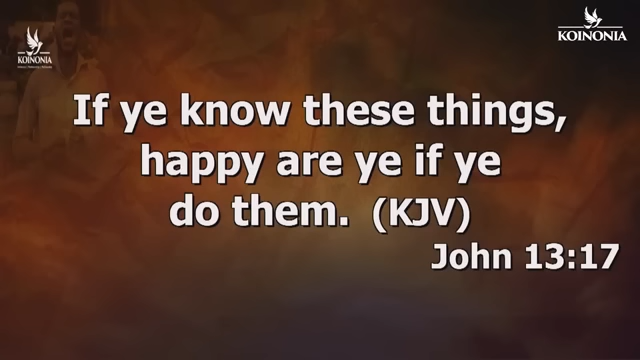 KOINONIA
KOINONIA
If ye know these things,
happy are ye if ye
do them. (KJV)
John 13:17